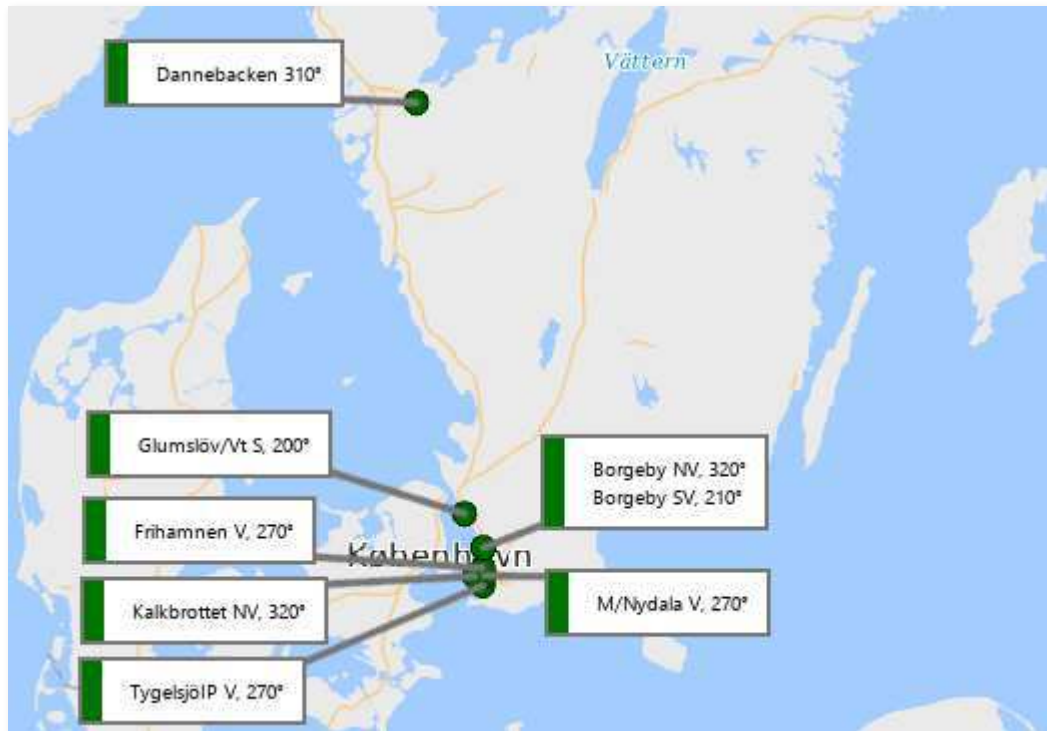 Vättern
Dannebacken 310°
Glumslöv/Vt S, 200°
Borgeby NV, 320°
Borgeby SV, 210°
Frihamnen V, 270°
København
Kalkbrottet NV, 320°
M/Nydala V, 270°
TygelsjöIP V, 270°